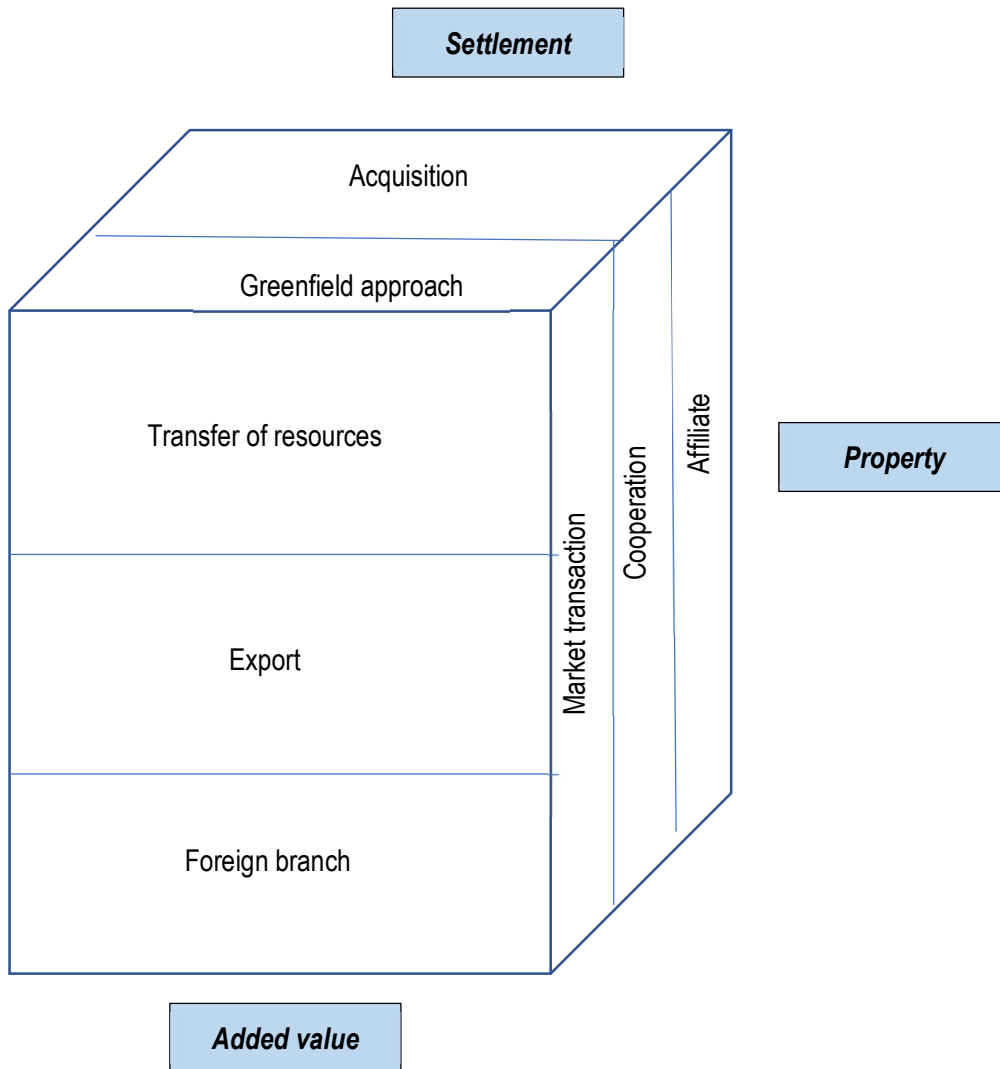 Settlement
Acquisition
Greenfield approach
Transfer of resources
Export
Foreign branch
Market transaction
Cooperation
Affiliate
Property
Added value